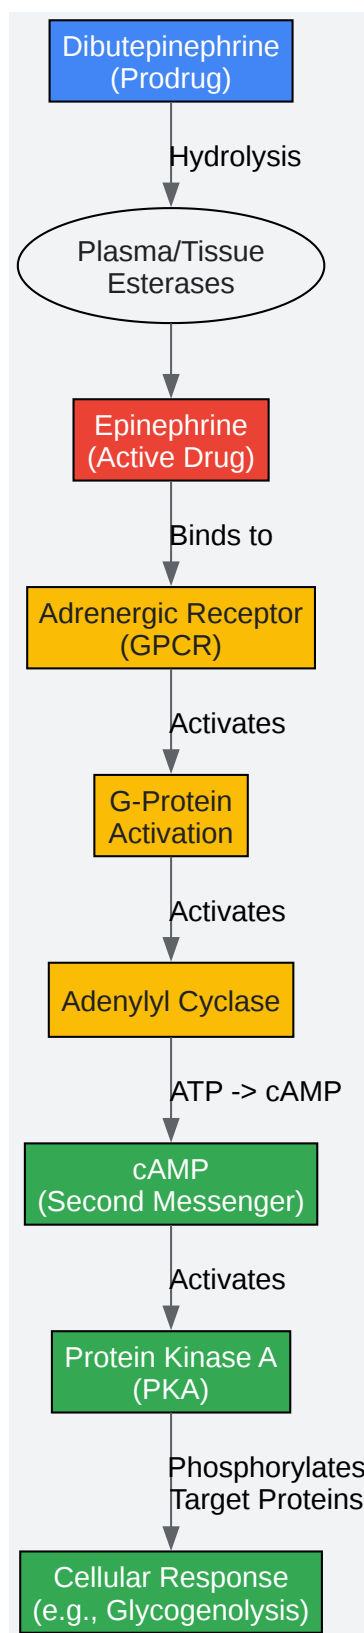 Dibutepinephrine
(Prodrug)
Hydrolysis
Plasma/Tissue
Esterases
Epinephrine
(Active Drug)
Binds to
Adrenergic Receptor
(GPCR)
Activates
G-Protein
Activation
Activates
Adenylyl Cyclase
ATP -> cAMP
cAMP
(Second Messenger)
Activates
Protein Kinase A
(PKA)
Phosphorylates
Target Proteins
Cellular Response
(e.g., Glycogenolysis)